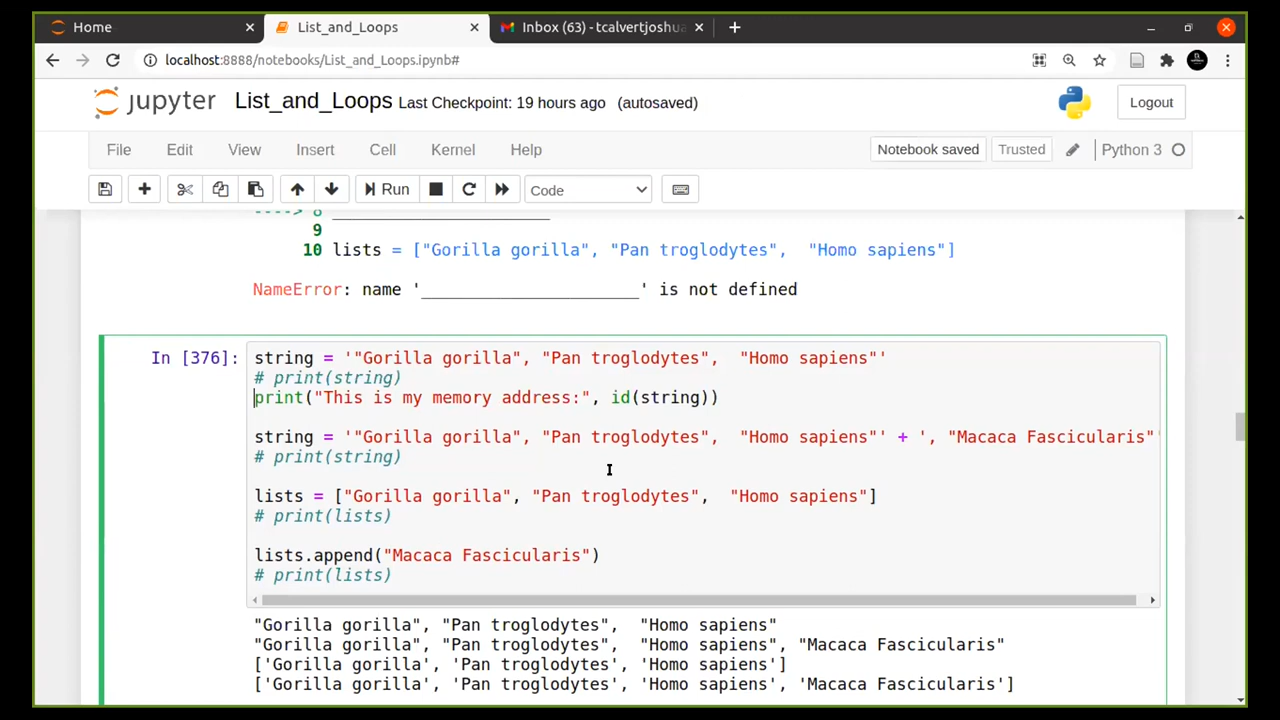 Home
List_and_Loops
Inbox (63) - tcalvertjoshua
localhost:8888/notebooks/List_and_Loops.ipynb#
jupyter List_and_Loops Last Checkpoint: 19 hours ago (autosaved)
Logout
File Edit View Insert Cell Kernel Help
Notebook saved Trusted Python 3
Run Code
----> 8 ______________________
9
10 lists = ["Gorilla gorilla", "Pan troglodytes",  "Homo sapiens"]
NameError: name '______________________' is not defined
In [376]: string = '"Gorilla gorilla", "Pan troglodytes",  "Homo sapiens"'
# print(string)
print("This is my memory address:", id(string))
string = '"Gorilla gorilla", "Pan troglodytes",  "Homo sapiens"' + ', "Macaca Fascicularis"'
# print(string)
lists = ["Gorilla gorilla", "Pan troglodytes",  "Homo sapiens"]
# print(lists)
lists.append("Macaca Fascicularis")
# print(lists)
"Gorilla gorilla", "Pan troglodytes",  "Homo sapiens"
"Gorilla gorilla", "Pan troglodytes",  "Homo sapiens", "Macaca Fascicularis"
['Gorilla gorilla', 'Pan troglodytes', 'Homo sapiens']
['Gorilla gorilla', 'Pan troglodytes', 'Homo sapiens', 'Macaca Fascicularis']